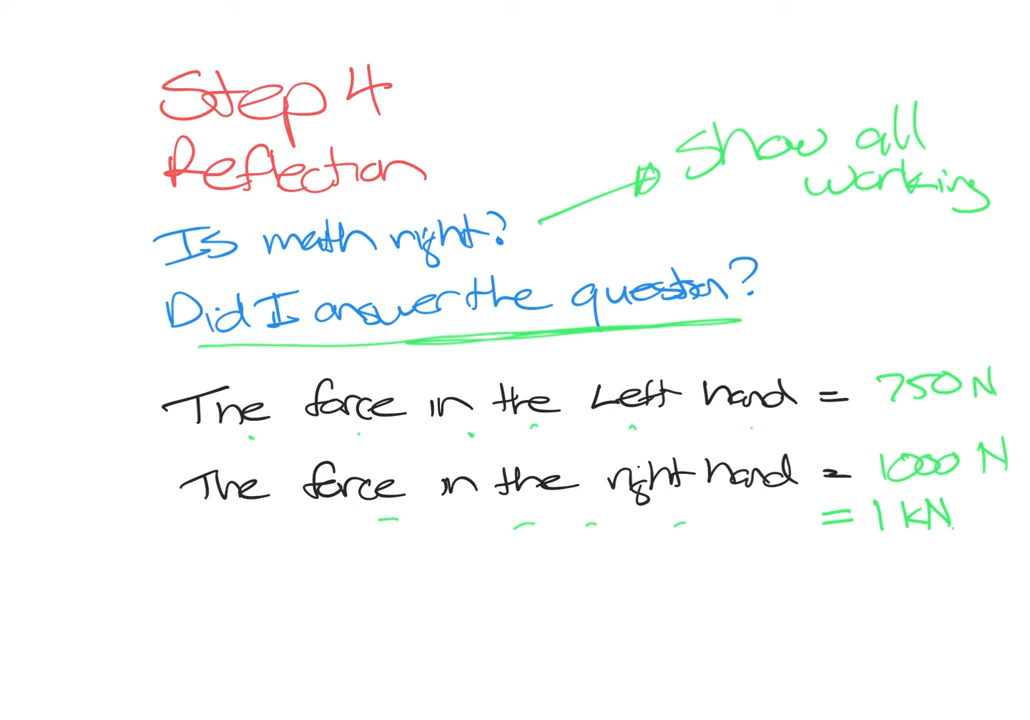 Step 4
Reflection
show all
working
Is math right?
Did I answer the question?
The force in the Left hand = 750 N
The force in the right hand = 1000 N
= 1 kN.